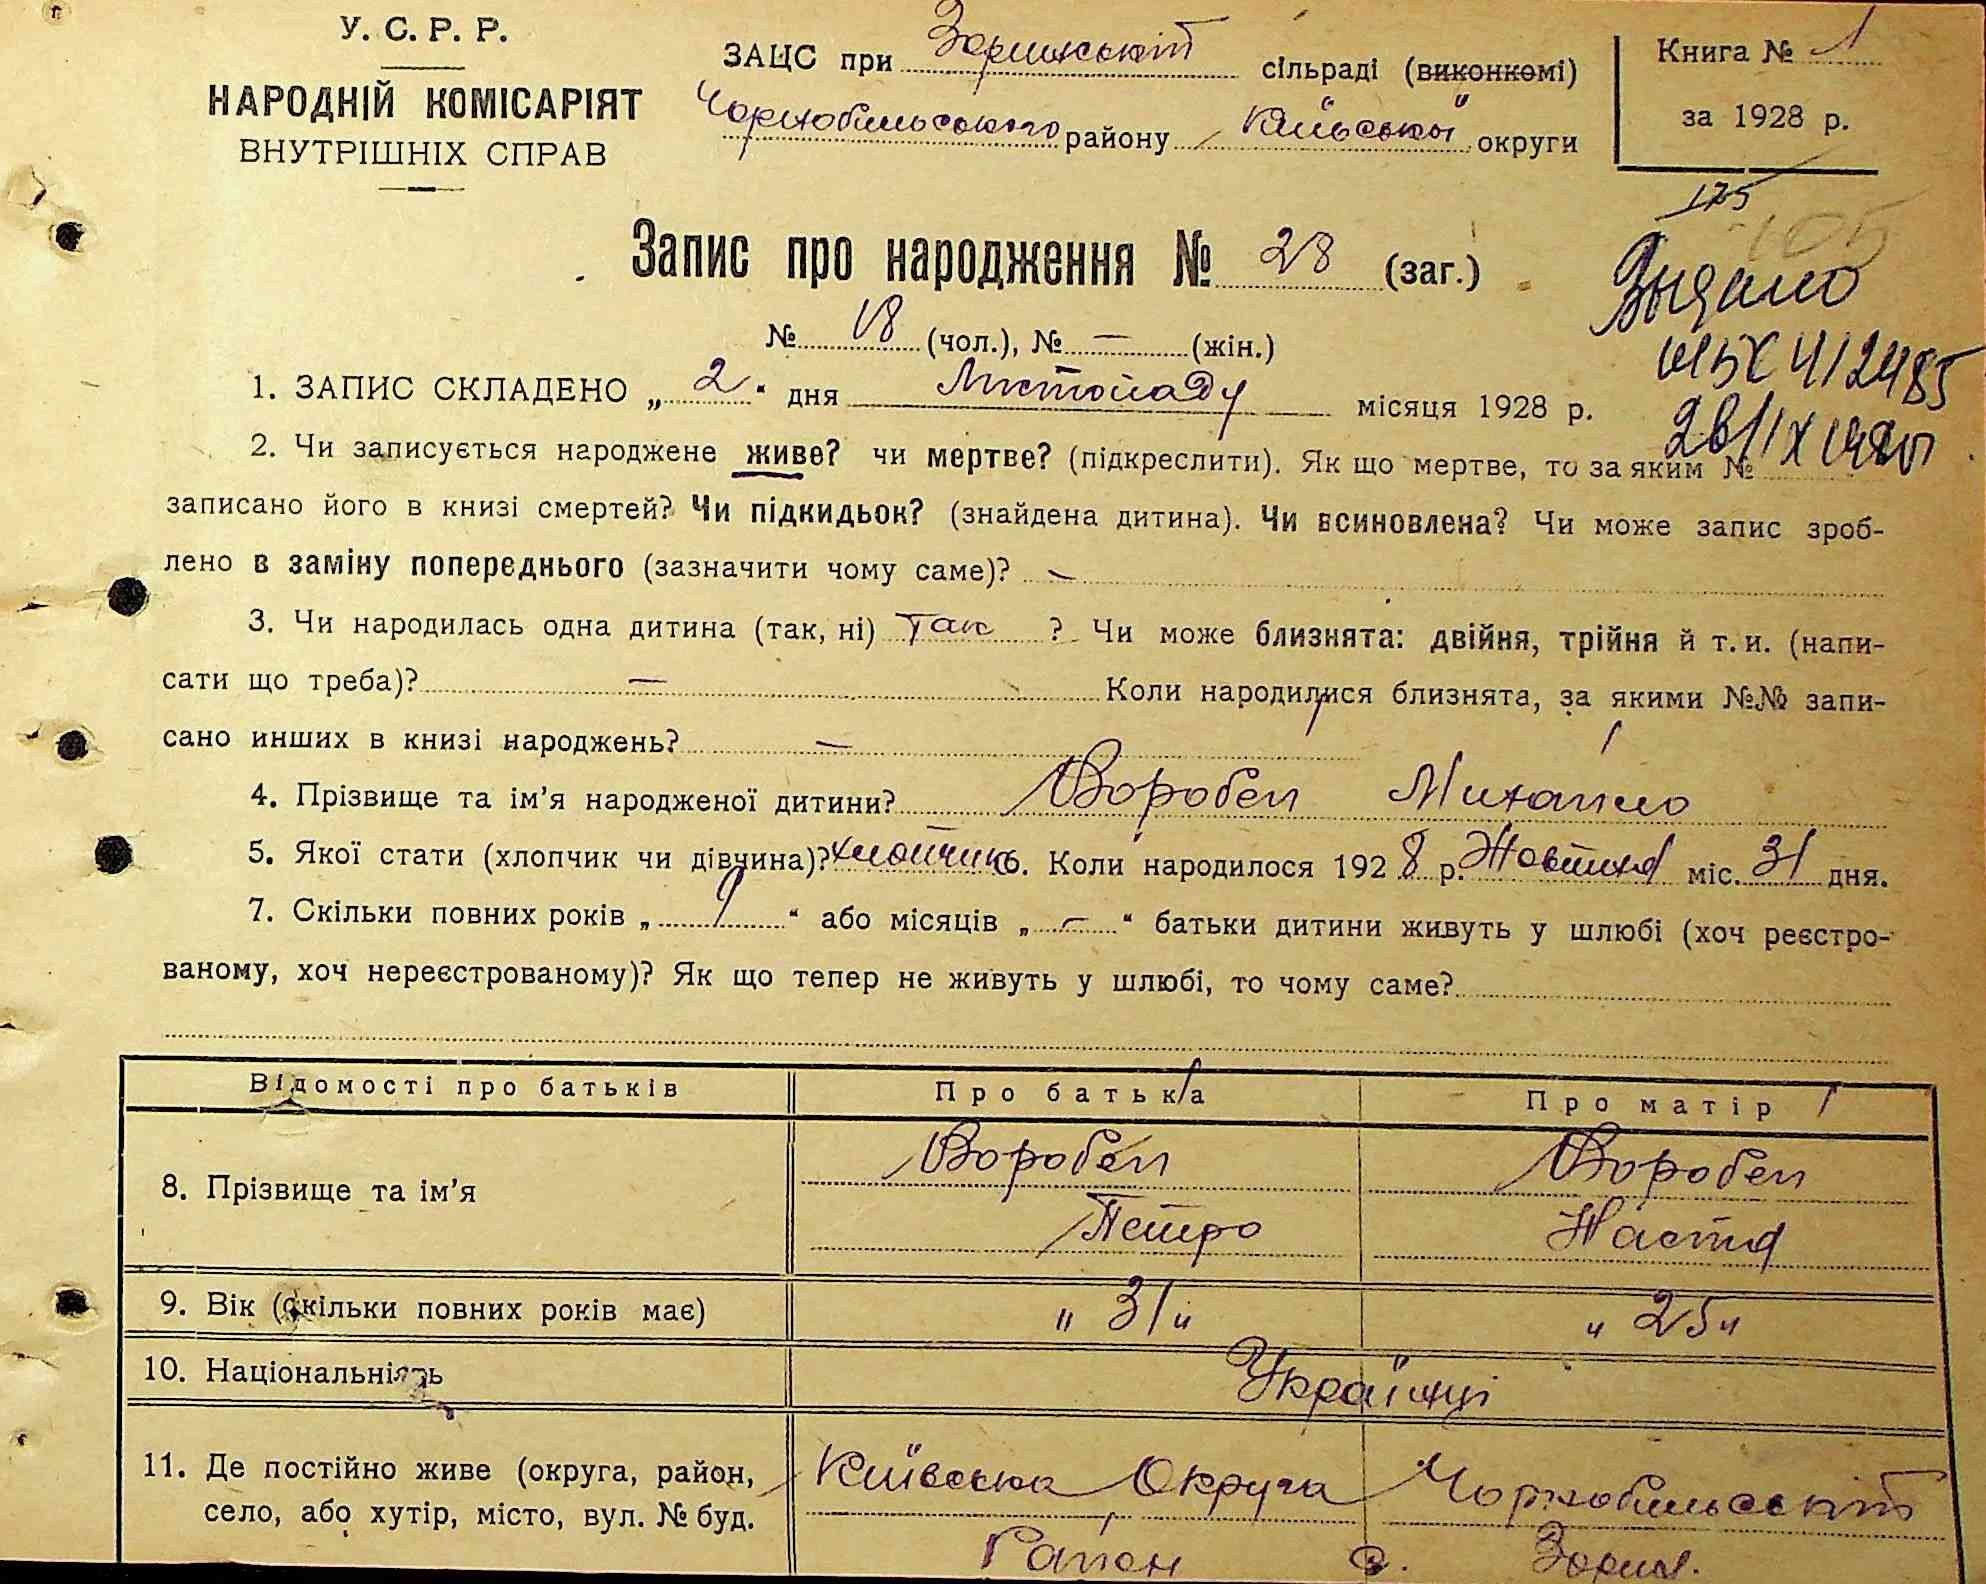 У. С. Р. Р.
НАРОДНІЙ КОМІСАРІЯТ
ВНУТРІШНІХ СПРАВ
ЗАЦС при Зоринській сільраді (виконкомі)
Чорнобильського району Київської округи
Книга № 1
за 1928 р.
175
105
Запис про народження № 28 (заг.)
Выдано
28/IX
№ 18 (чол.), № — (жін.)
1. ЗАПИС СКЛАДЕНО „ 2 “ дня Листопаду місяця 1928 р.
2. Чи записується народжене живе? чи мертве? (підкреслити). Як що мертве, то за яким №
записано його в книзі смертей? Чи підкидьок? (знайдена дитина). Чи всиновлена? Чи може запис зроб-
лено в заміну попереднього (зазначити чому саме)? —
3. Чи народилась одна дитина (так, ні) так ? Чи може близнята: двійня, трійня й т. и. (напи-
сати що треба)? — Коли народилися близнята, за якими №№ запи-
сано инших в книзі народжень? —
4. Прізвище та ім’я народженої дитини? Воробей Михайло
5. Якої стати (хлопчик чи дівчина)? хлопчик 6. Коли народилося 1928 р. Жовтня міс. 31 дня.
7. Скільки повних років „ 9 “ або місяців „ — “ батьки дитини живуть у шлюбі (хоч реєстро-
ваному, хоч нереєстрованому)? Як що тепер не живуть у шлюбі, то чому саме?
Відомості про батьків Про батька Про матір
8. Прізвище та ім’я Воробей Воробей
Петро Настя
9. Вік (скільки повних років має) „ 31 “ „ 25 “
10. Національність Українці
11. Де постійно живе (округа, район, Київська Округа Чорнобильський
село, або хутір, місто, вул. № буд. Район с. Зорин.